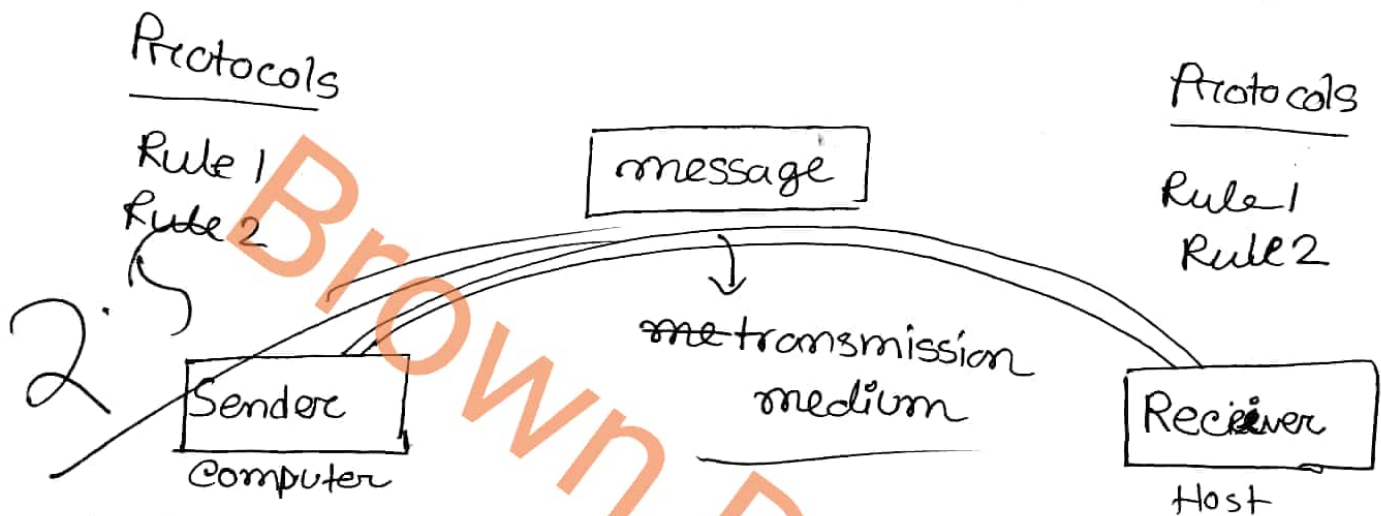 Protocols
Rule 1
Rule 2
2
message
transmission
medium
Sender
Computer
Protocols
Rule 1
Rule 2
Receiver
Host
Brown